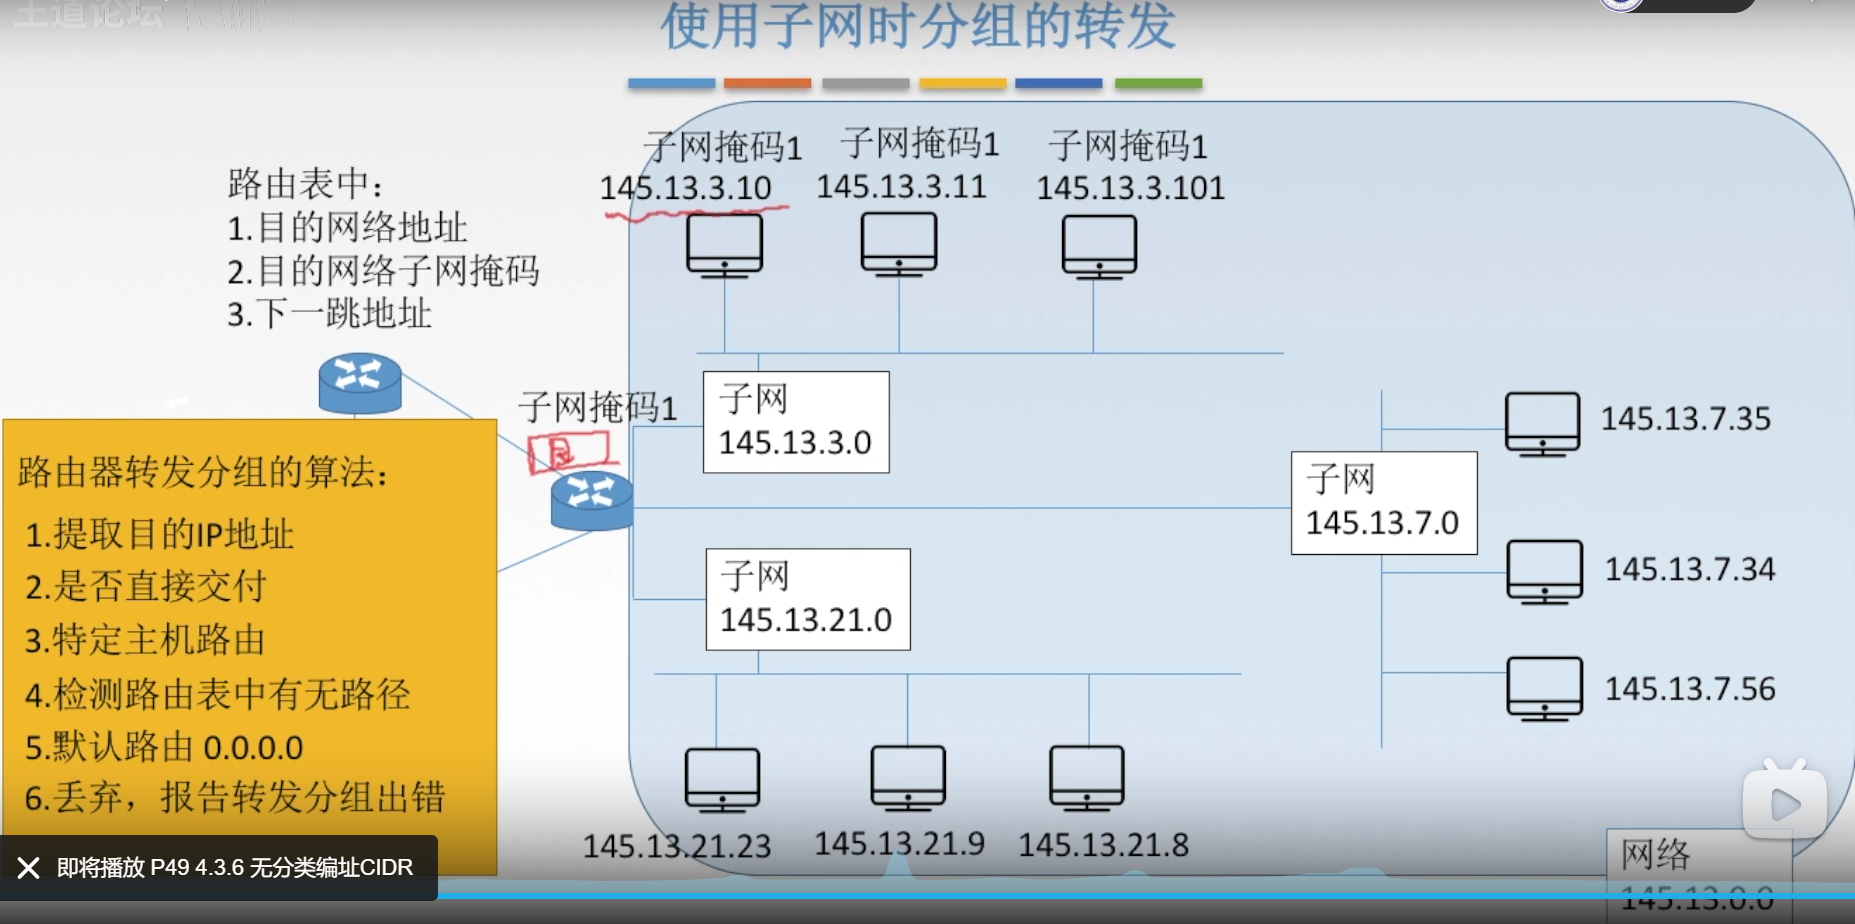 王道论坛
使用子网时分组的转发
路由表中：
1.目的网络地址
2.目的网络子网掩码
3.下一跳地址
子网掩码1
145.13.3.10
子网掩码1
145.13.3.11
子网掩码1
145.13.3.101
子网掩码1
子网
145.13.3.0
子网
145.13.7.0
145.13.7.35
145.13.7.34
145.13.7.56
子网
145.13.21.0
145.13.21.23
145.13.21.9
145.13.21.8
路由器转发分组的算法：
1.提取目的IP地址
2.是否直接交付
3.特定主机路由
4.检测路由表中有无路径
5.默认路由 0.0.0.0
6.丢弃，报告转发分组出错
网络
145.13.0.0
即将播放 P49 4.3.6 无分类编址CIDR